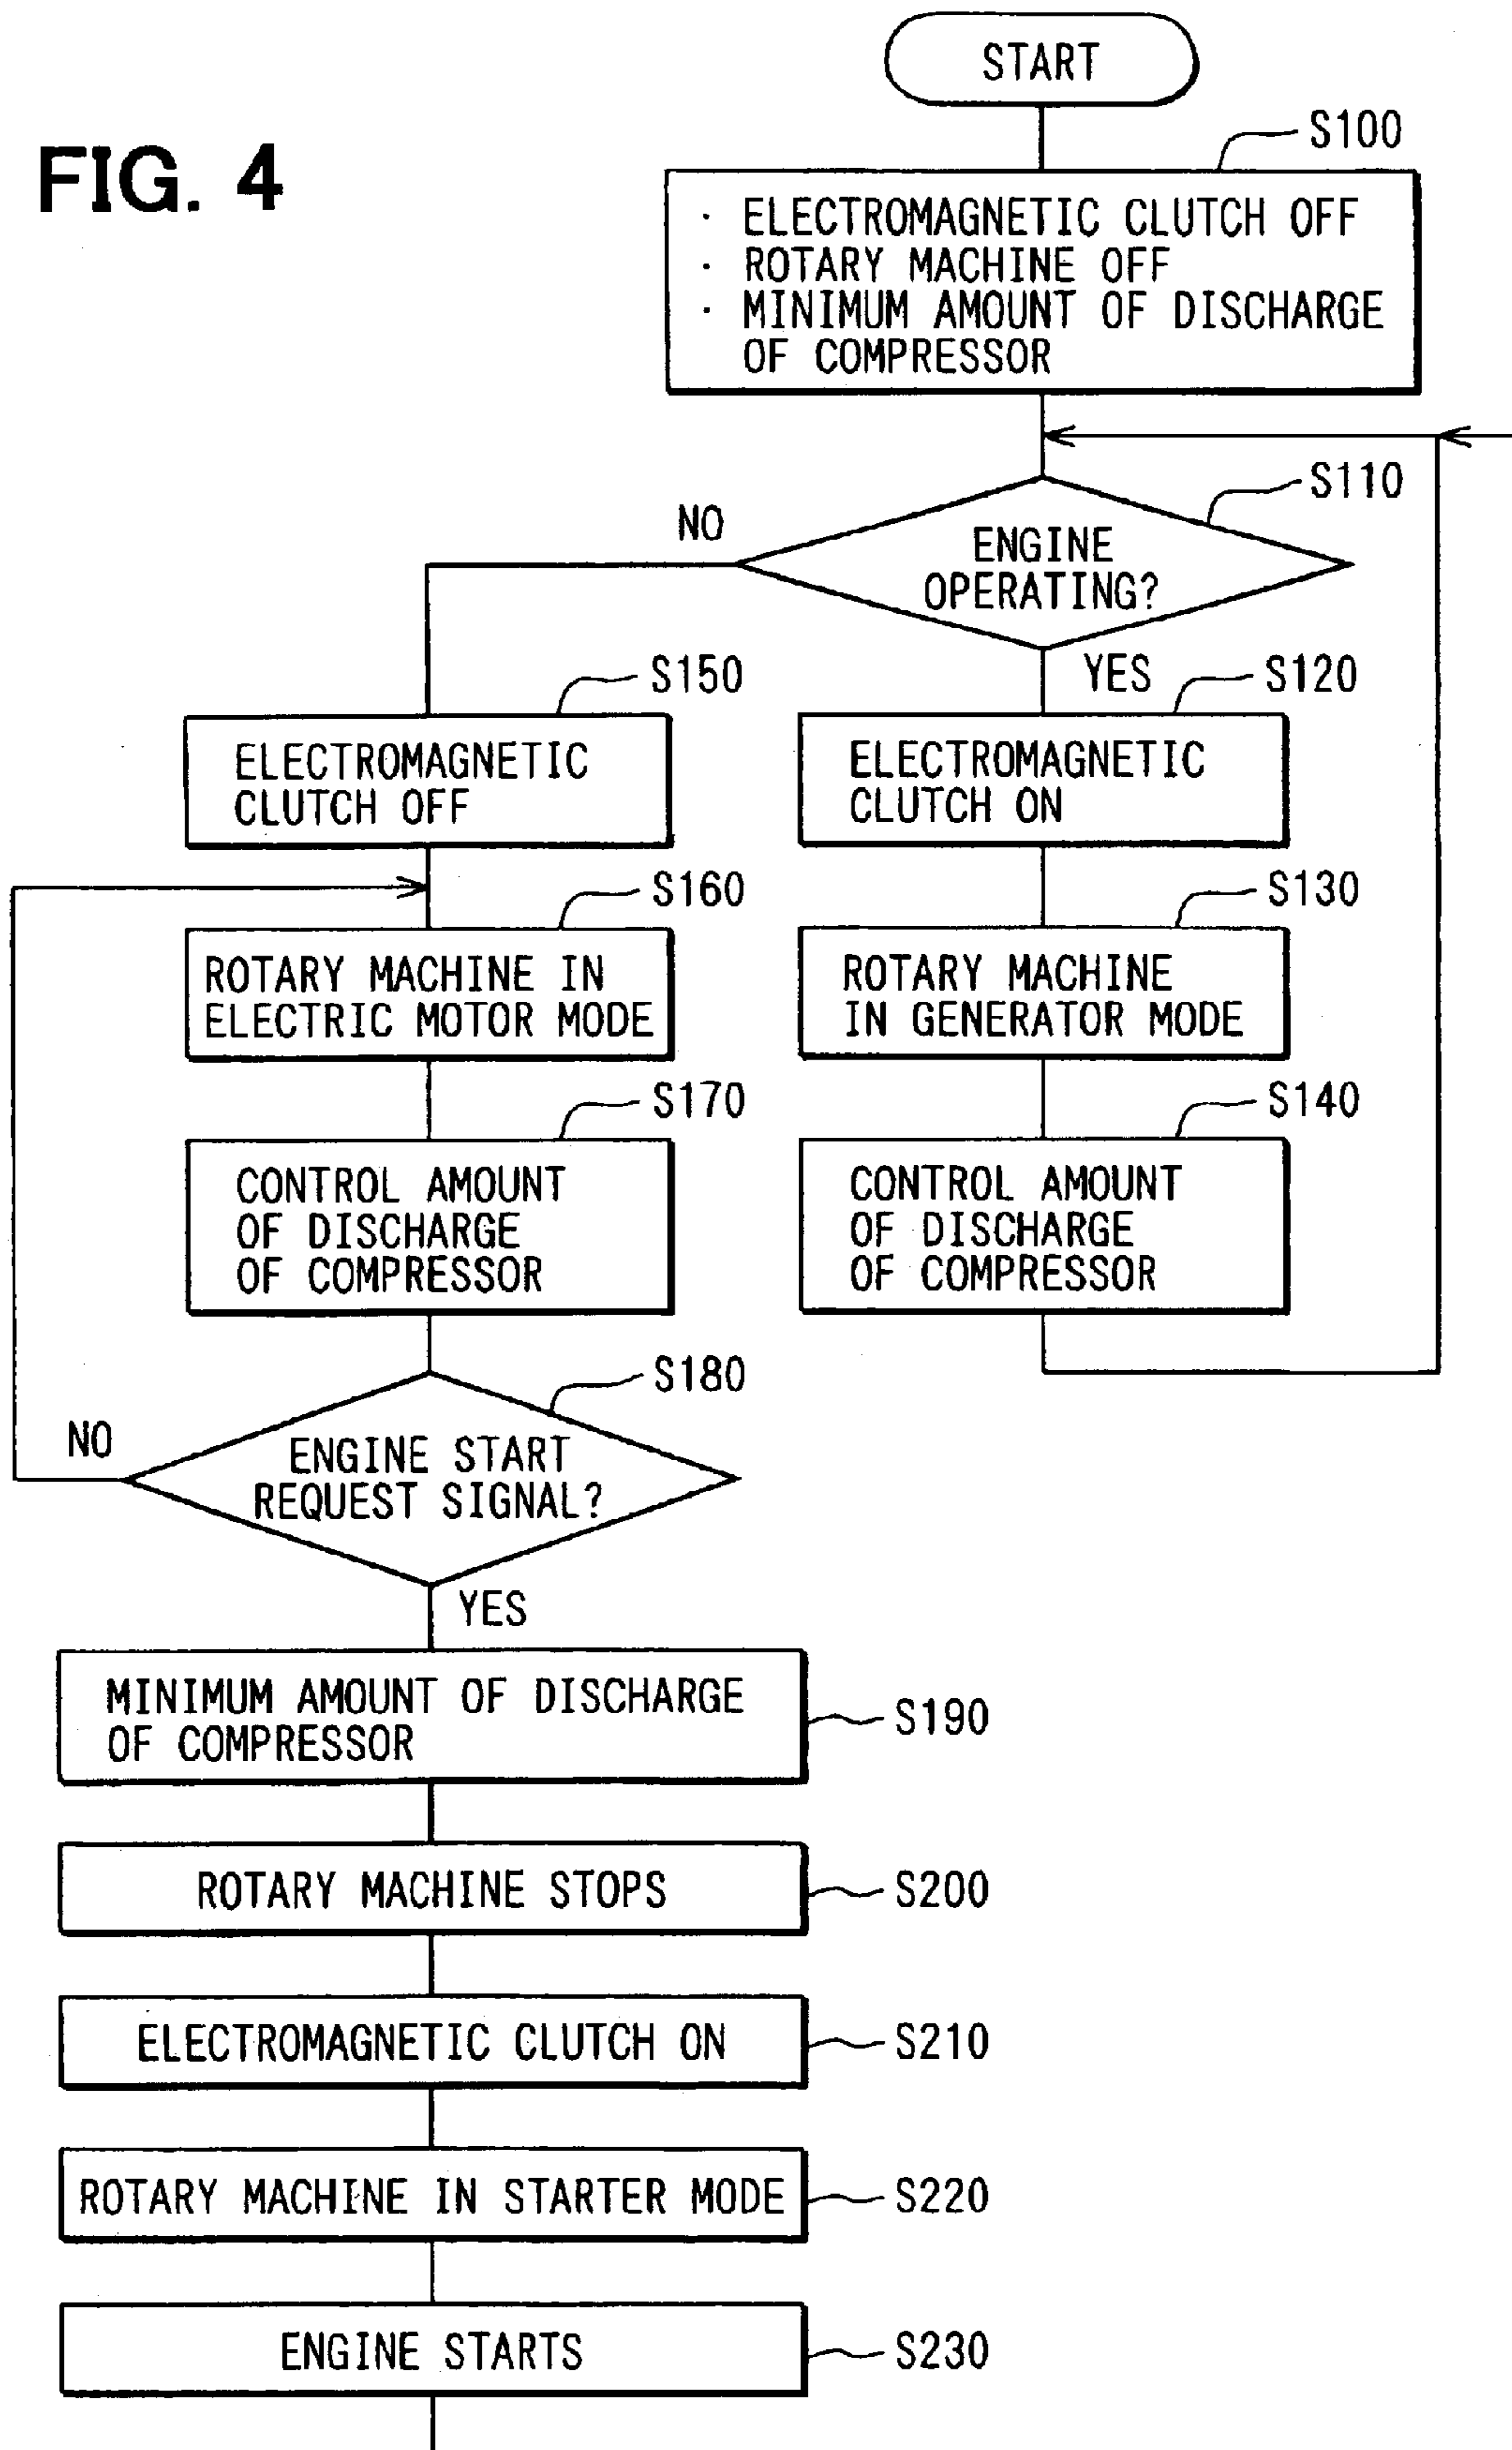 FIG. 4
START
S100
· ELECTROMAGNETIC CLUTCH OFF
· ROTARY MACHINE OFF
· MINIMUM AMOUNT OF DISCHARGE
OF COMPRESSOR
S110
ENGINE
OPERATING?
NO
YES
S150
ELECTROMAGNETIC
CLUTCH OFF
S120
ELECTROMAGNETIC
CLUTCH ON
S160
ROTARY MACHINE IN
ELECTRIC MOTOR MODE
S130
ROTARY MACHINE
IN GENERATOR MODE
S170
CONTROL AMOUNT
OF DISCHARGE
OF COMPRESSOR
S140
CONTROL AMOUNT
OF DISCHARGE
OF COMPRESSOR
S180
NO
ENGINE START
REQUEST SIGNAL?
YES
MINIMUM AMOUNT OF DISCHARGE
OF COMPRESSOR
S190
ROTARY MACHINE STOPS
S200
ELECTROMAGNETIC CLUTCH ON
S210
ROTARY MACHINE IN STARTER MODE
S220
ENGINE STARTS
S230